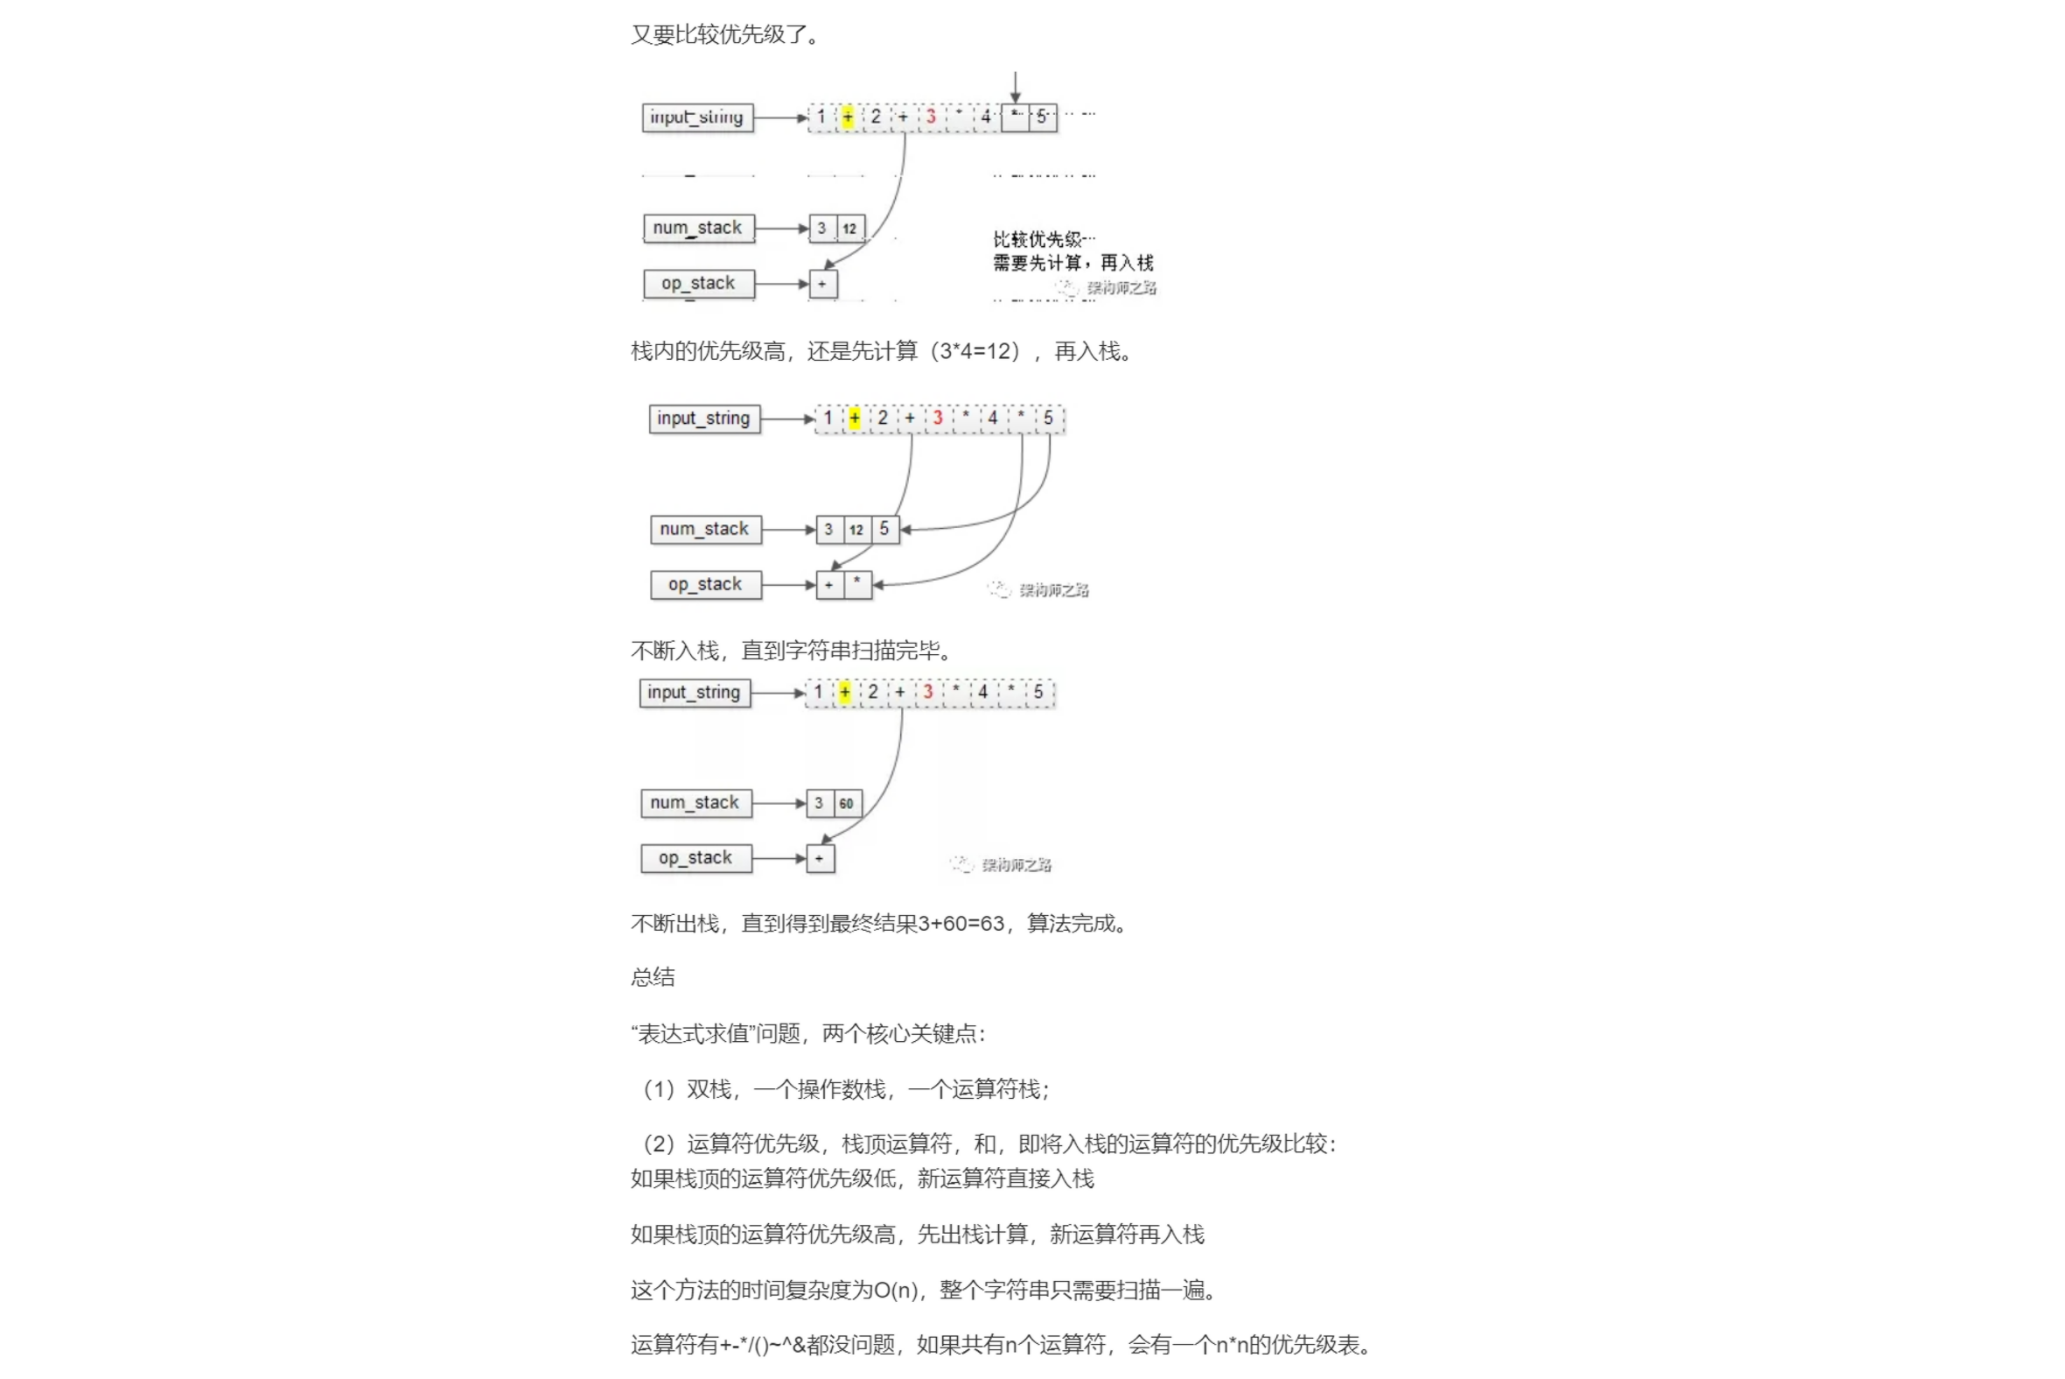 又要比较优先级了。
input_string 1 + 2 + 3 * 4 * 5
num_stack 3 12
比较优先级…
需要先计算，再入栈
op_stack +
架构师之路
栈内的优先级高，还是先计算（3*4=12），再入栈。
input_string 1 + 2 + 3 * 4 * 5
num_stack 3 12 5
op_stack + *
架构师之路
不断入栈，直到字符串扫描完毕。
input_string 1 + 2 + 3 * 4 * 5
num_stack 3 60
op_stack +
架构师之路
不断出栈，直到得到最终结果3+60=63，算法完成。
总结
“表达式求值”问题，两个核心关键点：
（1）双栈，一个操作数栈，一个运算符栈；
（2）运算符优先级，栈顶运算符，和，即将入栈的运算符的优先级比较：
如果栈顶的运算符优先级低，新运算符直接入栈
如果栈顶的运算符优先级高，先出栈计算，新运算符再入栈
这个方法的时间复杂度为O(n)，整个字符串只需要扫描一遍。
运算符有+-*/()~^&都没问题，如果共有n个运算符，会有一个n*n的优先级表。